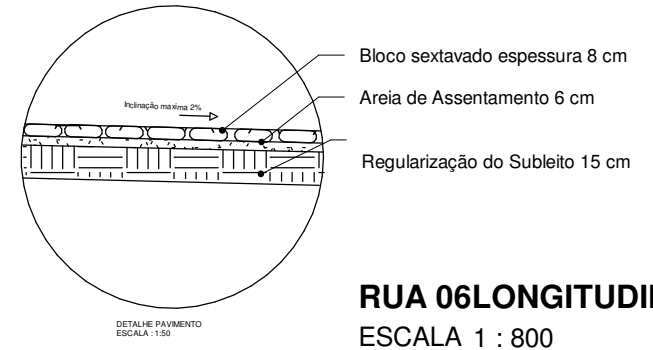 Bloco sextavado espessura 8 cm
Inclinação maxima 2%
Areia de Assentamento 6 cm
Regularização do Subleito 15 cm
RUA 06LONGITUDI
ESCALA 1 : 800
DETALHE PAVIMENTO
ESCALA : 1:50